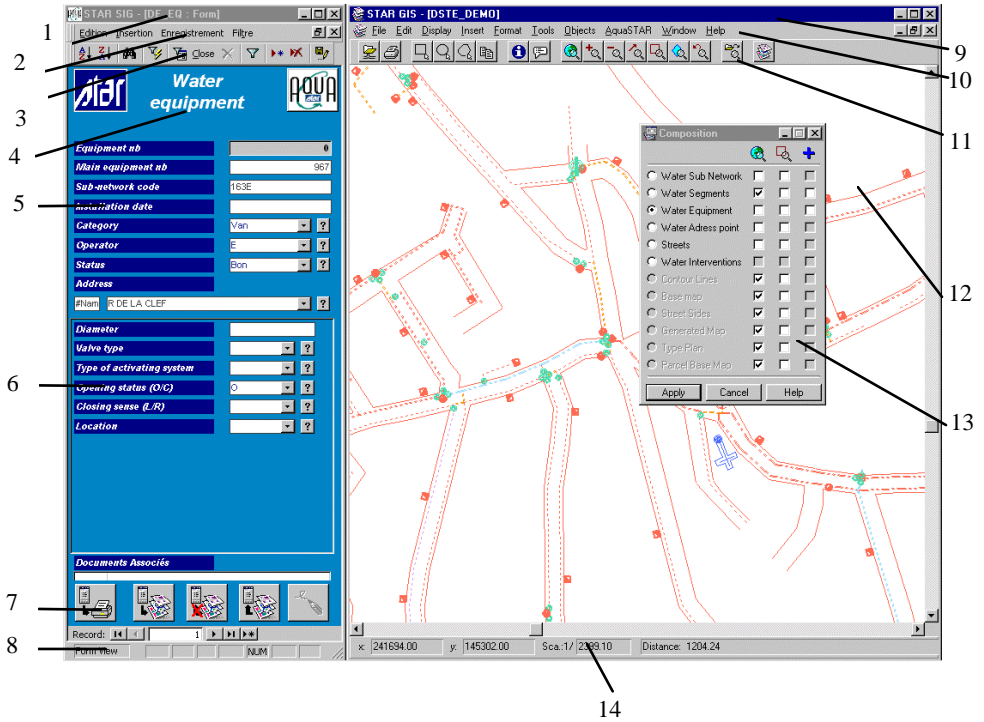 STAR SIG - [DE_EQ : Form]
Edition Insertion Enregistrement Filtre
Close
star
Water
equipment
AQUA
star
Equipment nb 0
Main equipment nb 967
Sub-network code 163E
Installation date
Category Van ?
Operator E ?
Status Bon ?
Address
#Nam R DE LA CLEF ?
Diameter
Valve type ?
Type of activating system ?
Opening status (O/C) O ?
Closing sense (L/R) ?
Location ?
Documents Associés
Record: 1
Form View NUM
1
2
3
4
5
6
7
8
STAR GIS - [DSTE_DEMO]
File Edit Display Insert Format Tools Objects AquaSTAR Window Help
Composition
Water Sub Network
Water Segments
Water Equipment
Water Adress point
Streets
Water Interventions
Contour Lines
Base map
Street Sides
Generated Map
Type Plan
Parcel Base Map
Apply Cancel Help
x: 241694.00 y: 145302.00 Sca.:1/ 2399.10 Distance: 1204.24
9
10
11
12
13
14